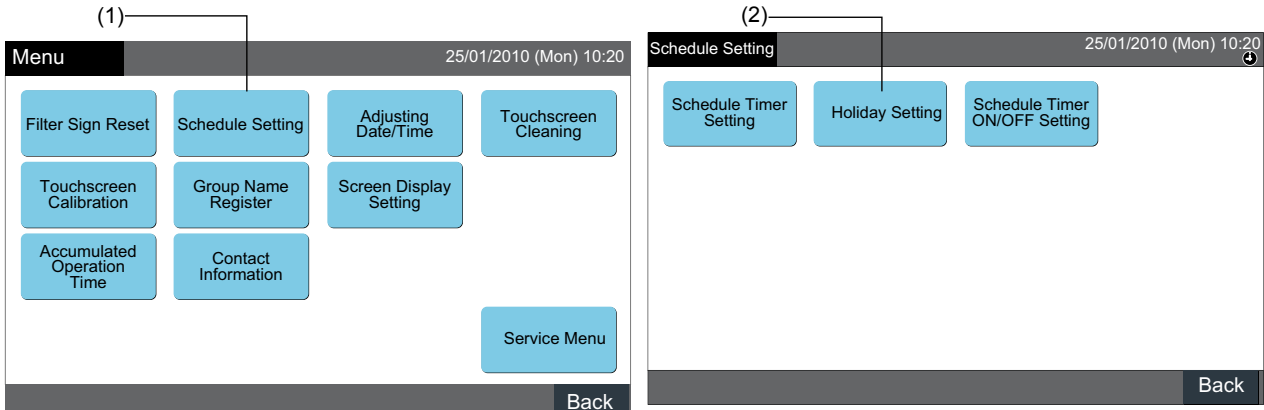 (1)
Menu
25/01/2010 (Mon) 10:20
Filter Sign Reset
Schedule Setting
Adjusting
Date/Time
Touchscreen
Cleaning
Touchscreen
Calibration
Group Name
Register
Screen Display
Setting
Accumulated
Operation
Time
Contact
Information
Service Menu
Back
(2)
Schedule Setting
25/01/2010 (Mon) 10:20
Schedule Timer
Setting
Holiday Setting
Schedule Timer
ON/OFF Setting
Back